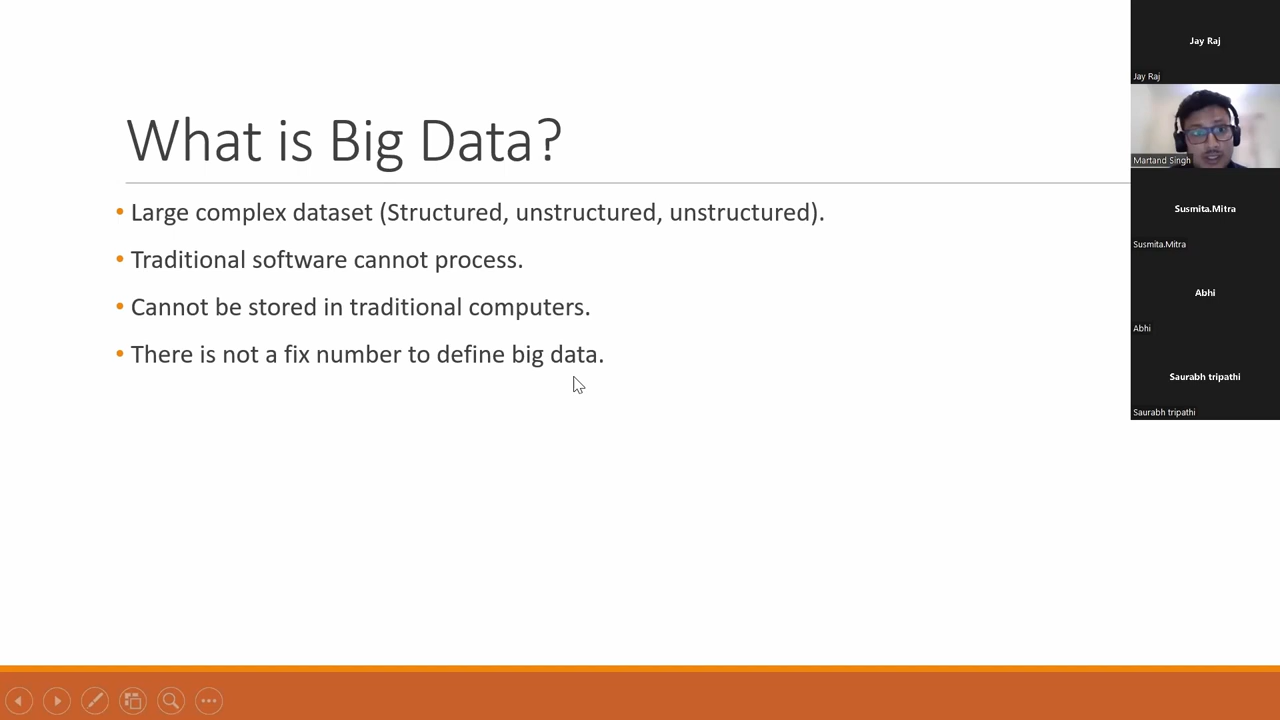 What is Big Data?
• Large complex dataset (Structured, unstructured, unstructured).
• Traditional software cannot process.
• Cannot be stored in traditional computers.
• There is not a fix number to define big data.
Jay Raj
Jay Raj
Martand Singh
Susmita.Mitra
Susmita.Mitra
Abhi
Abhi
Saurabh tripathi
Saurabh tripathi